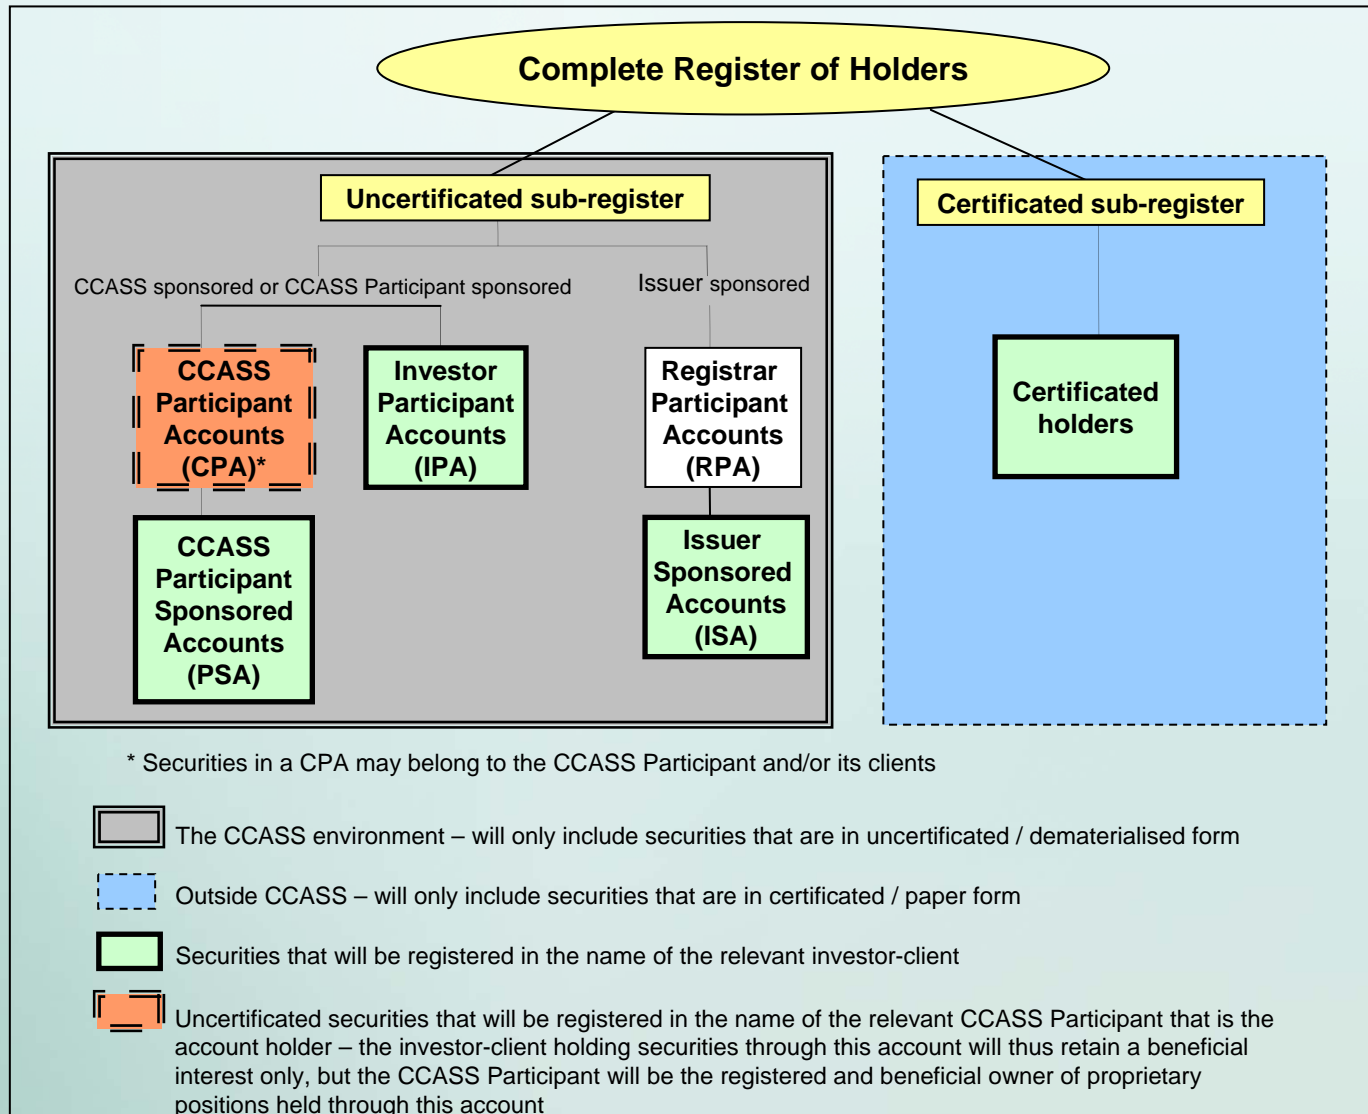 Complete Register of Holders
Uncertificated sub-register
Certificated sub-register
CCASS sponsored or CCASS Participant sponsored
Issuer sponsored
CCASS
Participant
Accounts
(CPA)*
Investor
Participant
Accounts
(IPA)
Registrar
Participant
Accounts
(RPA)
Certificated
holders
CCASS
Participant
Sponsored
Accounts
(PSA)
Issuer
Sponsored
Accounts
(ISA)
* Securities in a CPA may belong to the CCASS Participant and/or its clients
The CCASS environment – will only include securities that are in uncertificated / dematerialised form
Outside CCASS – will only include securities that are in certificated / paper form
Securities that will be registered in the name of the relevant investor-client
Uncertificated securities that will be registered in the name of the relevant CCASS Participant that is the
account holder – the investor-client holding securities through this account will thus retain a beneficial
interest only, but the CCASS Participant will be the registered and beneficial owner of proprietary
positions held through this account